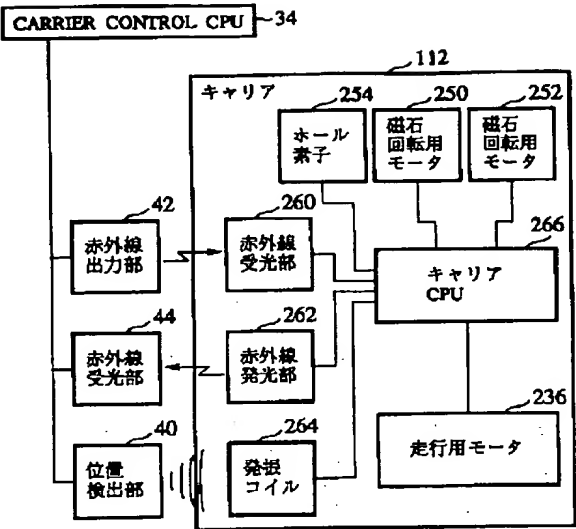 CARRIER CONTROL CPU
34
112
キャリア
254
250
252
ホール
素子
磁石
回転用
モータ
磁石
回転用
モータ
42
260
266
赤外線
出力部
赤外線
受光部
キャリア
CPU
44
262
赤外線
受光部
赤外線
発光部
40
264
236
位置
検出部
発振
コイル
走行用モータ